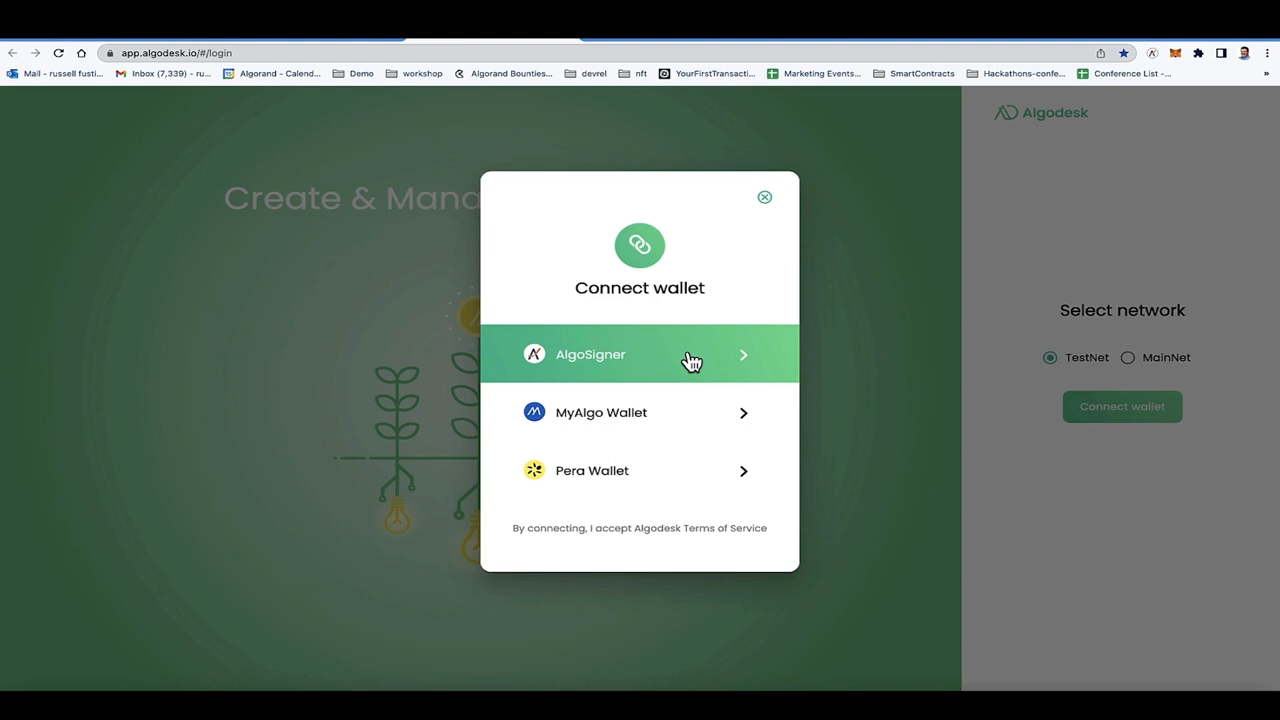 app.algodesk.io/#/login
Mail - russell fusti...
Inbox (7,339) - ru...
Algorand - Calend...
Demo
workshop
Algorand Bounties...
devrel
nft
YourFirstTransacti...
Marketing Events...
SmartContracts
Hackathons-confe...
Conference List -...
»
Algodesk
Create & Mana
Connect wallet
AlgoSigner
MyAlgo Wallet
Pera Wallet
By connecting, I accept Algodesk Terms of Service
Select network
TestNet
MainNet
Connect wallet